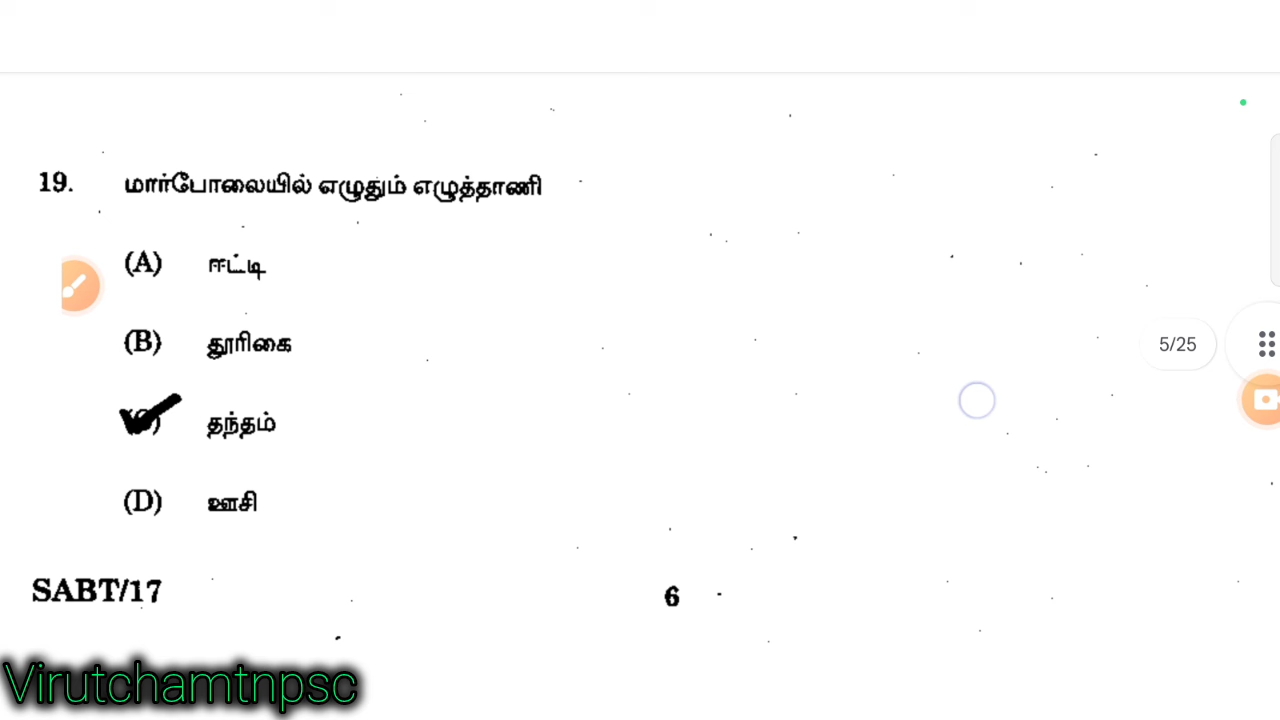 19. மார்போலையில் எழுதும் எழுத்தாணி
(A) ஈட்டி
(B) தூரிகை
தந்தம்
(D) ஊசி
5/25
SABT/17
6
Virutchamtnpsc